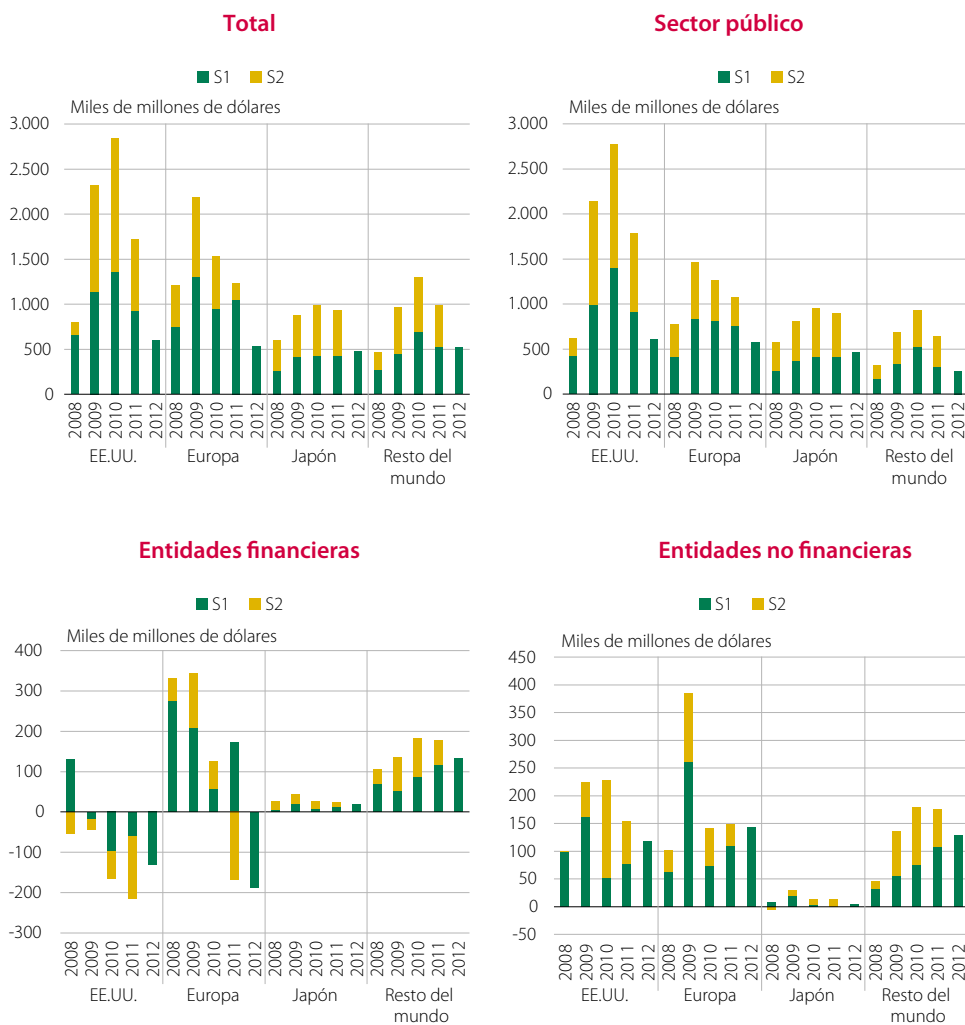 Total
S1 S2
Miles de millones de dólares
3.000
2.500
2.000
1.500
1.000
500
0
2008 2009 2010 2011 2012 2008 2009 2010 2011 2012 2008 2009 2010 2011 2012 2008 2009 2010 2011 2012
EE.UU. Europa Japón Resto del
mundo
Sector público
S1 S2
Miles de millones de dólares
3.000
2.500
2.000
1.500
1.000
500
0
2008 2009 2010 2011 2012 2008 2009 2010 2011 2012 2008 2009 2010 2011 2012 2008 2009 2010 2011 2012
EE.UU. Europa Japón Resto del
mundo
Entidades financieras
S1 S2
Miles de millones de dólares
400
300
200
100
0
-100
-200
-300
2008 2009 2010 2011 2012 2008 2009 2010 2011 2012 2008 2009 2010 2011 2012 2008 2009 2010 2011 2012
EE.UU. Europa Japón Resto del
mundo
Entidades no financieras
S1 S2
Miles de millones de dólares
450
400
350
300
250
200
150
100
50
0
-50
2008 2009 2010 2011 2012 2008 2009 2010 2011 2012 2008 2009 2010 2011 2012 2008 2009 2010 2011 2012
EE.UU. Europa Japón Resto del
mundo